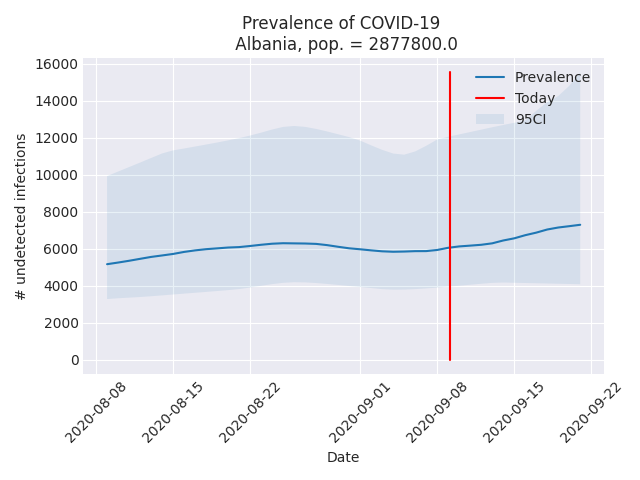 Prevalence of COVID-19
Albania, pop. = 2877800.0
16000
14000
12000
10000
8000
6000
4000
2000
0
# undetected infections
Prevalence
Today
95CI
2020-08-08
2020-08-15
2020-08-22
2020-09-01
2020-09-08
2020-09-15
2020-09-22
Date